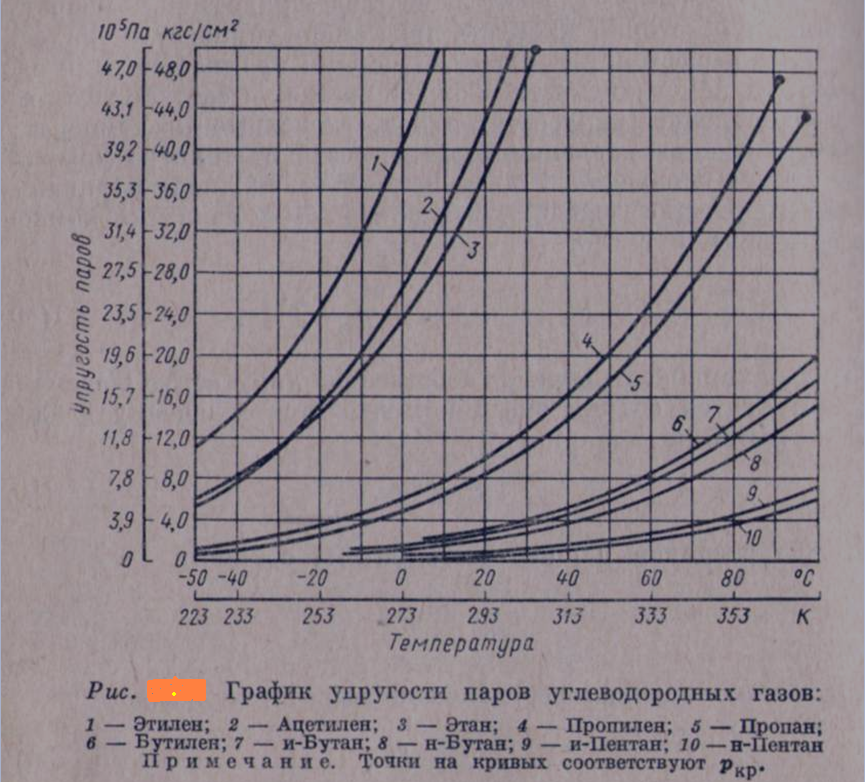 10⁵Па кгс/см²
47,0 48,0
43,1 44,0
39,2 40,0
35,3 36,0
31,4 32,0
27,5 28,0
23,5 24,0
19,6 20,0
15,7 16,0
11,8 12,0
7,8 8,0
3,9 4,0
0 0
упругость паров
1
2
3
4
5
6
7
8
9
10
-50 -40 -20 0 20 40 60 80 °C
223 233 253 273 293 313 333 353 К
Температура
Рис. График упругости паров углеводородных газов:
1 — Этилен; 2 — Ацетилен; 3 — Этан; 4 — Пропилен; 5 — Пропан;
6 — Бутилен; 7 — и-Бутан; 8 — н-Бутан; 9 — и-Пентан; 10 — н-Пентан
Примечание. Точки на кривых соответствуют pкр.